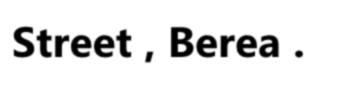 Street , Berea .